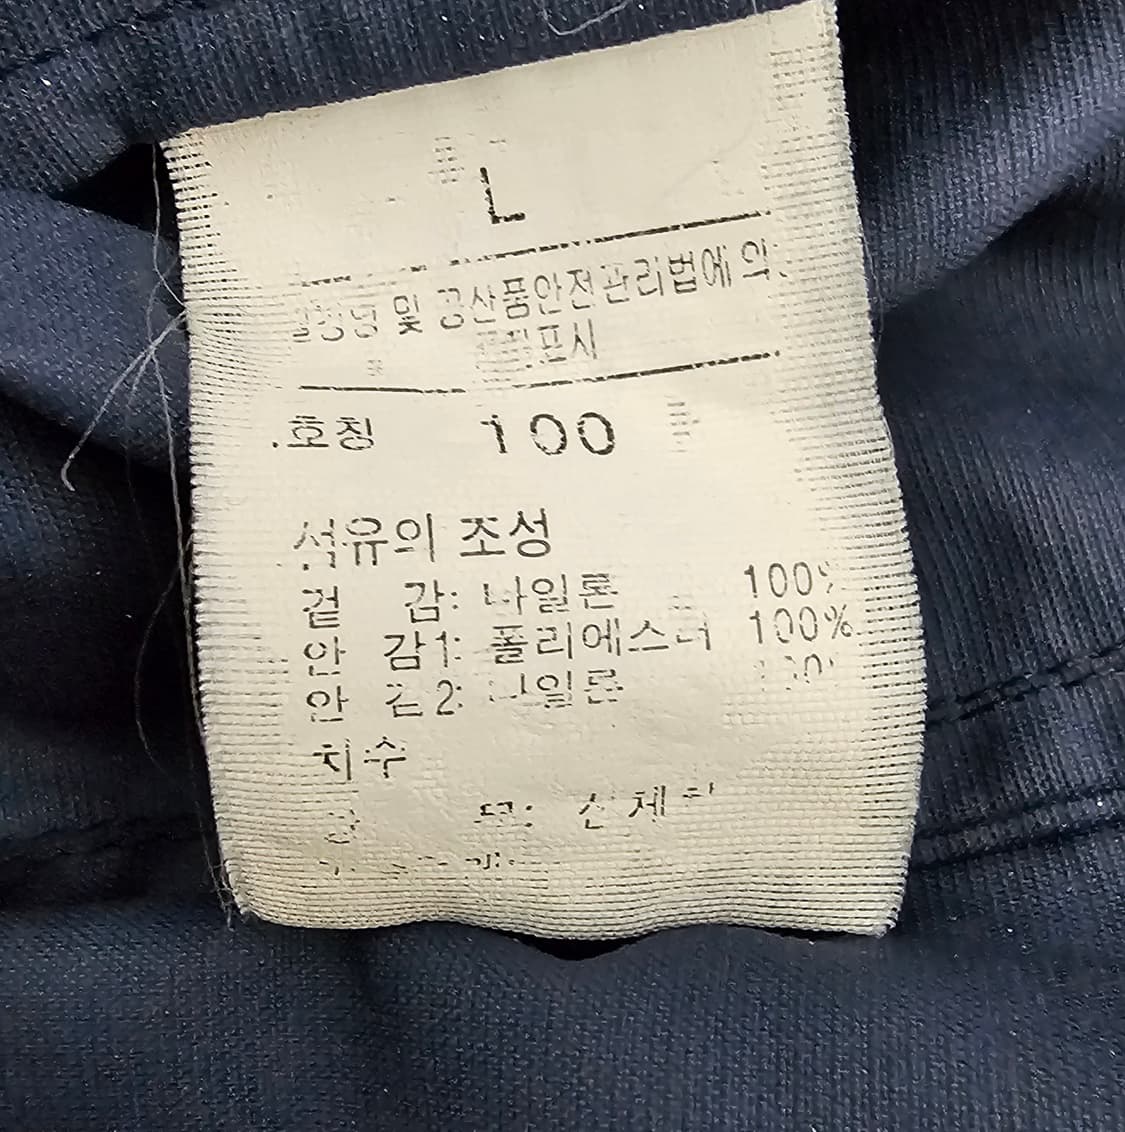 L
및 공산품안전관리법에 의
표시
호칭 100
섬유의 조성
겉 감: 나일론 100%
안 감1: 폴리에스터 100%
안 감2: 나일론
치수
신체